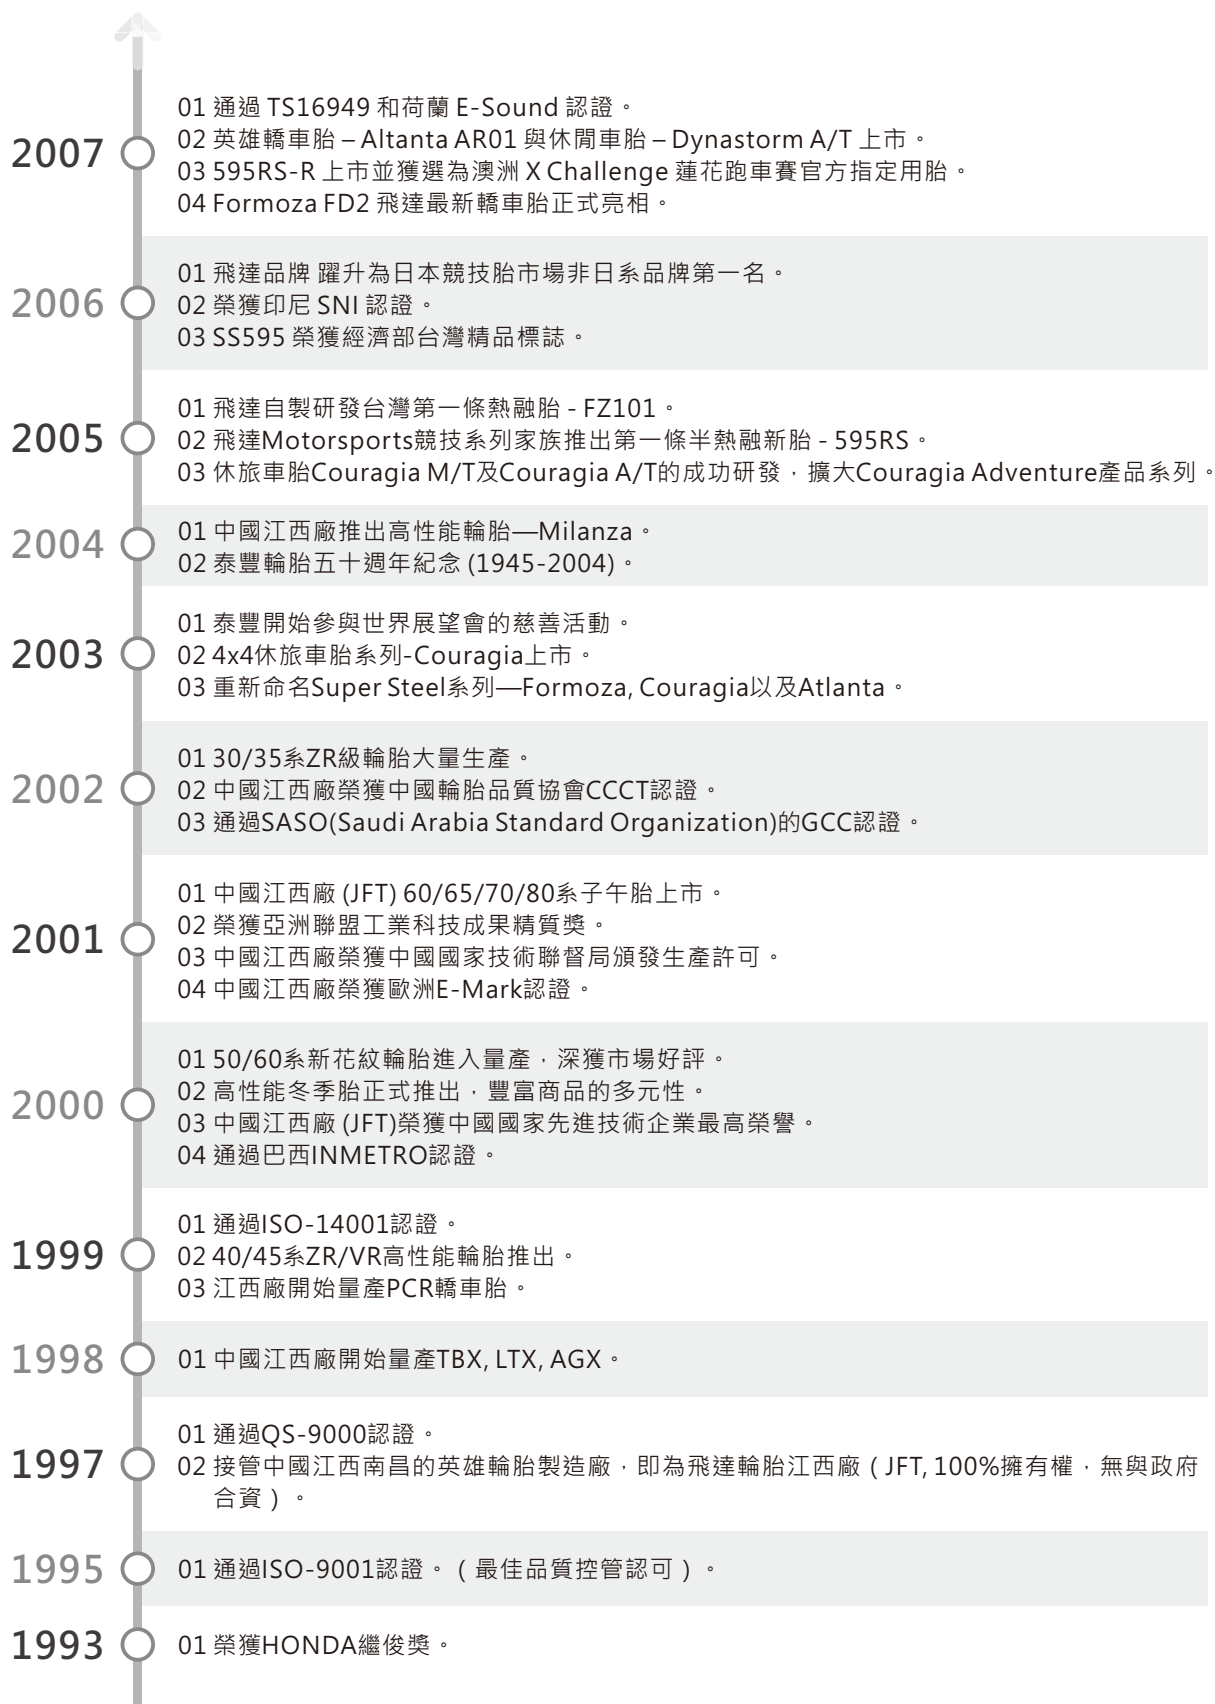 2007
01 通過 TS16949 和荷蘭 E-Sound 認證。
02 英雄轎車胎 – Altanta AR01 與休閒車胎 – Dynastorm A/T 上市。
03 595RS-R 上市並獲選為澳洲 X Challenge 蓮花跑車賽官方指定用胎。
04 Formoza FD2 飛達最新轎車胎正式亮相。
2006
01 飛達品牌 躍升為日本競技胎市場非日系品牌第一名。
02 榮獲印尼 SNI 認證。
03 SS595 榮獲經濟部台灣精品標誌。
2005
01 飛達自製研發台灣第一條熱融胎 - FZ101。
02 飛達Motorsports競技系列家族推出第一條半熱融新胎 - 595RS。
03 休旅車胎Couragia M/T及Couragia A/T的成功研發，擴大Couragia Adventure產品系列。
2004
01 中國江西廠推出高性能輪胎—Milanza。
02 泰豐輪胎五十週年紀念 (1945-2004)。
2003
01 泰豐開始參與世界展望會的慈善活動。
02 4x4休旅車胎系列-Couragia上市。
03 重新命名Super Steel系列—Formoza, Couragia以及Atlanta。
2002
01 30/35系ZR級輪胎大量生產。
02 中國江西廠榮獲中國輪胎品質協會CCCT認證。
03 通過SASO(Saudi Arabia Standard Organization)的GCC認證。
2001
01 中國江西廠 (JFT) 60/65/70/80系子午胎上市。
02 榮獲亞洲聯盟工業科技成果精質獎。
03 中國江西廠榮獲中國國家技術聯督局頒發生產許可。
04 中國江西廠榮獲歐洲E-Mark認證。
2000
01 50/60系新花紋輪胎進入量產，深獲市場好評。
02 高性能冬季胎正式推出，豐富商品的多元性。
03 中國江西廠 (JFT)榮獲中國國家先進技術企業最高榮譽。
04 通過巴西INMETRO認證。
1999
01 通過ISO-14001認證。
02 40/45系ZR/VR高性能輪胎推出。
03 江西廠開始量產PCR轎車胎。
1998
01 中國江西廠開始量產TBX, LTX, AGX。
1997
01 通過QS-9000認證。
02 接管中國江西南昌的英雄輪胎製造廠，即為飛達輪胎江西廠（JFT, 100%擁有權，無與政府
合資）。
1995
01 通過ISO-9001認證。（最佳品質控管認可）。
1993
01 榮獲HONDA繼俊獎。